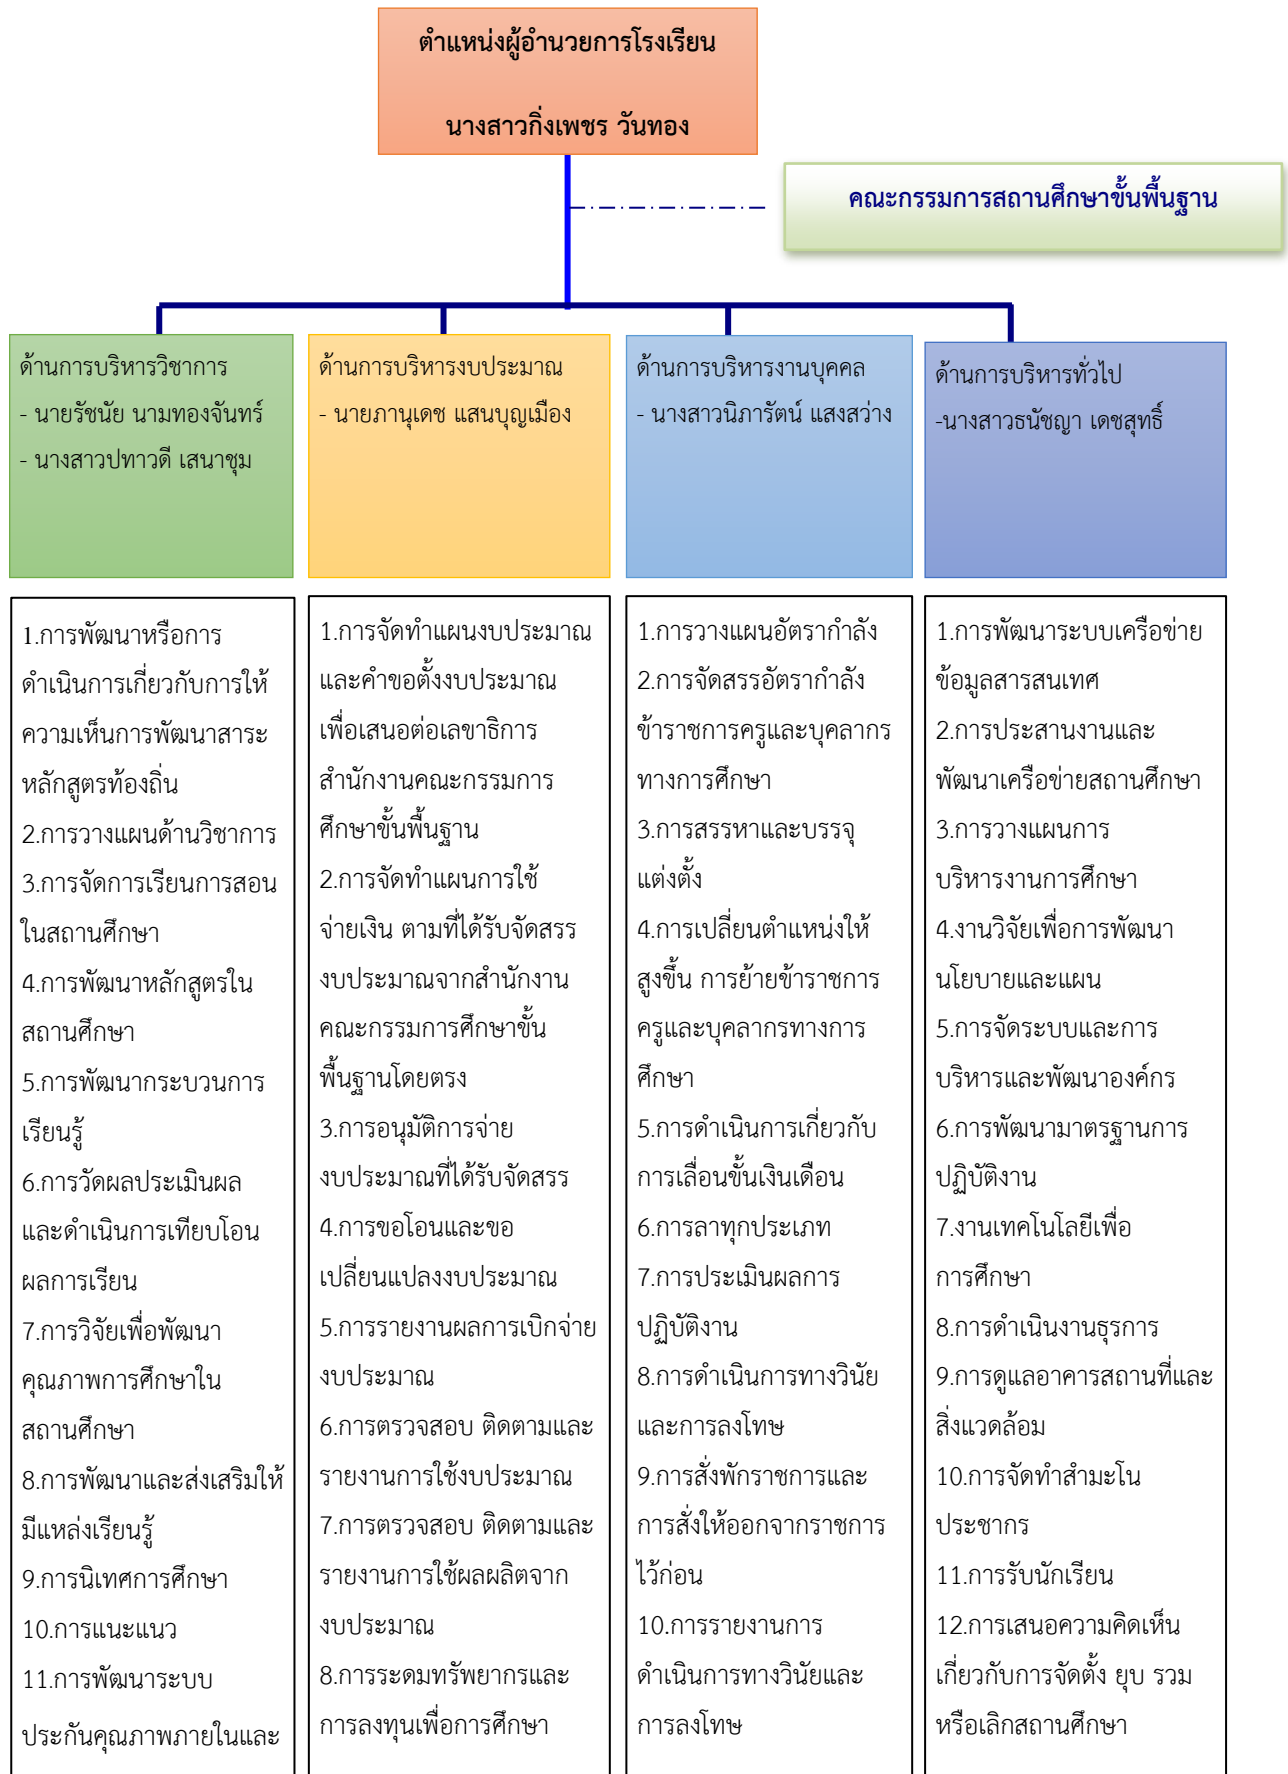 ตำแหน่งผู้อำนวยการโรงเรียน
นางสาวกิ่งเพชร วันทอง
คณะกรรมการสถานศึกษาขั้นพื้นฐาน
ด้านการบริหารวิชาการ
- นายรัชนัย นามทองจันทร์
- นางสาวปทาวดี เสนาชุม
ด้านการบริหารงบประมาณ
- นายภานุเดช แสนบุญเมือง
ด้านการบริหารงานบุคคล
- นางสาวนิภารัตน์ แสงสว่าง
ด้านการบริหารทั่วไป
-นางสาวธนัชญา เดชสุทธิ์
1.การพัฒนาหรือการ
ดำเนินการเกี่ยวกับการให้
ความเห็นการพัฒนาสาระ
หลักสูตรท้องถิ่น
2.การวางแผนด้านวิชาการ
3.การจัดการเรียนการสอน
ในสถานศึกษา
4.การพัฒนาหลักสูตรใน
สถานศึกษา
5.การพัฒนากระบวนการ
เรียนรู้
6.การวัดผลประเมินผล
และดำเนินการเทียบโอน
ผลการเรียน
7.การวิจัยเพื่อพัฒนา
คุณภาพการศึกษาใน
สถานศึกษา
8.การพัฒนาและส่งเสริมให้
มีแหล่งเรียนรู้
9.การนิเทศการศึกษา
10.การแนะแนว
11.การพัฒนาระบบ
ประกันคุณภาพภายในและ
1.การจัดทำแผนงบประมาณ
และคำขอตั้งงบประมาณ
เพื่อเสนอต่อเลขาธิการ
สำนักงานคณะกรรมการ
ศึกษาขั้นพื้นฐาน
2.การจัดทำแผนการใช้
จ่ายเงิน ตามที่ได้รับจัดสรร
งบประมาณจากสำนักงาน
คณะกรรมการศึกษาขั้น
พื้นฐานโดยตรง
3.การอนุมัติการจ่าย
งบประมาณที่ได้รับจัดสรร
4.การขอโอนและขอ
เปลี่ยนแปลงงบประมาณ
5.การรายงานผลการเบิกจ่าย
งบประมาณ
6.การตรวจสอบ ติดตามและ
รายงานการใช้งบประมาณ
7.การตรวจสอบ ติดตามและ
รายงานการใช้ผลผลิตจาก
งบประมาณ
8.การระดมทรัพยากรและ
การลงทุนเพื่อการศึกษา
1.การวางแผนอัตรากำลัง
2.การจัดสรรอัตรากำลัง
ข้าราชการครูและบุคลากร
ทางการศึกษา
3.การสรรหาและบรรจุ
แต่งตั้ง
4.การเปลี่ยนตำแหน่งให้
สูงขึ้น การย้ายข้าราชการ
ครูและบุคลากรทางการ
ศึกษา
5.การดำเนินการเกี่ยวกับ
การเลื่อนขั้นเงินเดือน
6.การลาทุกประเภท
7.การประเมินผลการ
ปฏิบัติงาน
8.การดำเนินการทางวินัย
และการลงโทษ
9.การสั่งพักราชการและ
การสั่งให้ออกจากราชการ
ไว้ก่อน
10.การรายงานการ
ดำเนินการทางวินัยและ
การลงโทษ
1.การพัฒนาระบบเครือข่าย
ข้อมูลสารสนเทศ
2.การประสานงานและ
พัฒนาเครือข่ายสถานศึกษา
3.การวางแผนการ
บริหารงานการศึกษา
4.งานวิจัยเพื่อการพัฒนา
นโยบายและแผน
5.การจัดระบบและการ
บริหารและพัฒนาองค์กร
6.การพัฒนามาตรฐานการ
ปฏิบัติงาน
7.งานเทคโนโลยีเพื่อ
การศึกษา
8.การดำเนินงานธุรการ
9.การดูแลอาคารสถานที่และ
สิ่งแวดล้อม
10.การจัดทำสำมะโน
ประชากร
11.การรับนักเรียน
12.การเสนอความคิดเห็น
เกี่ยวกับการจัดตั้ง ยุบ รวม
หรือเลิกสถานศึกษา